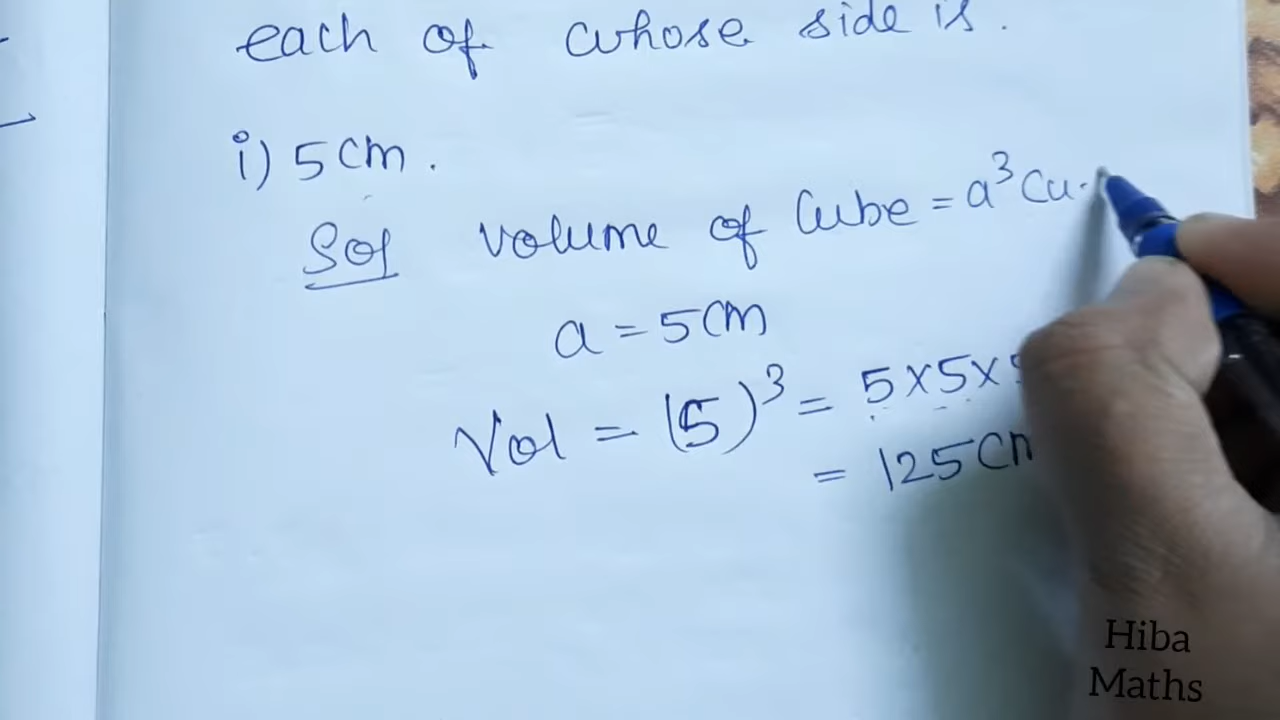 each of whose side is.
i) 5 cm.
Sol volume of Cube = a³ Cu.
a = 5 cm
Vol = (5)³ = 5×5×
= 125 cm
Hiba
Maths